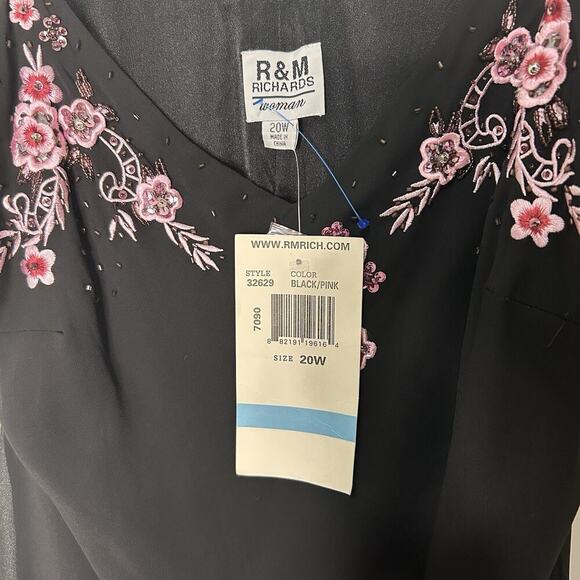 R&M
RICHARDS
woman
20W
MADE IN
CHINA
WWW.RMRICH.COM
STYLE COLOR
32629 BLACK/PINK
7090
8 82191 19616 4
SIZE 20W